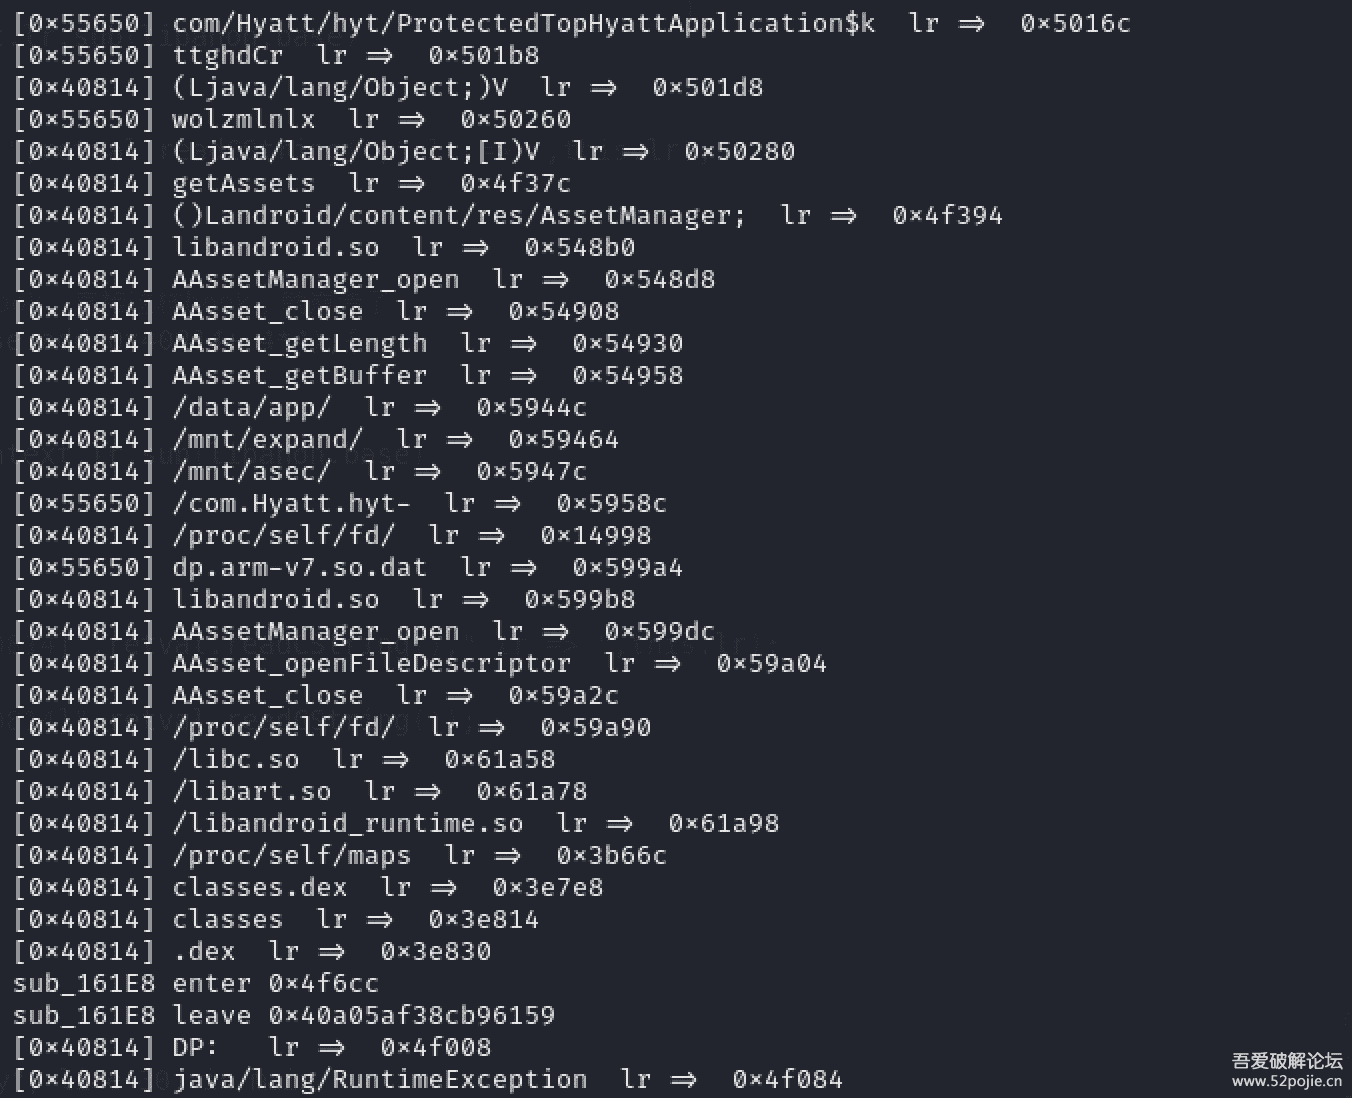 [0×55650] com/Hyatt/hyt/ProtectedTopHyattApplication$k  lr ⇒  0×5016c
[0×55650] ttghdCr  lr ⇒  0×501b8
[0×40814] (Ljava/lang/Object;)V  lr ⇒  0×501d8
[0×55650] wolzmlnlx  lr ⇒  0×50260
[0×40814] (Ljava/lang/Object;[I)V  lr ⇒  0×50280
[0×40814] getAssets  lr ⇒  0×4f37c
[0×40814] ()Landroid/content/res/AssetManager;  lr ⇒  0×4f394
[0×40814] libandroid.so  lr ⇒  0×548b0
[0×40814] AAssetManager_open  lr ⇒  0×548d8
[0×40814] AAsset_close  lr ⇒  0×54908
[0×40814] AAsset_getLength  lr ⇒  0×54930
[0×40814] AAsset_getBuffer  lr ⇒  0×54958
[0×40814] /data/app/  lr ⇒  0×5944c
[0×40814] /mnt/expand/  lr ⇒  0×59464
[0×40814] /mnt/asec/  lr ⇒  0×5947c
[0×55650] /com.Hyatt.hyt-  lr ⇒  0×5958c
[0×40814] /proc/self/fd/  lr ⇒  0×14998
[0×55650] dp.arm-v7.so.dat  lr ⇒  0×599a4
[0×40814] libandroid.so  lr ⇒  0×599b8
[0×40814] AAssetManager_open  lr ⇒  0×599dc
[0×40814] AAsset_openFileDescriptor  lr ⇒  0×59a04
[0×40814] AAsset_close  lr ⇒  0×59a2c
[0×40814] /proc/self/fd/  lr ⇒  0×59a90
[0×40814] /libc.so  lr ⇒  0×61a58
[0×40814] /libart.so  lr ⇒  0×61a78
[0×40814] /libandroid_runtime.so  lr ⇒  0×61a98
[0×40814] /proc/self/maps  lr ⇒  0×3b66c
[0×40814] classes.dex  lr ⇒  0×3e7e8
[0×40814] classes  lr ⇒  0×3e814
[0×40814] .dex  lr ⇒  0×3e830
sub_161E8 enter 0×4f6cc
sub_161E8 leave 0×40a05af38cb96159
[0×40814] DP:   lr ⇒  0×4f008
[0×40814] java/lang/RuntimeException  lr ⇒  0×4f084
吾爱破解论坛
www.52pojie.cn